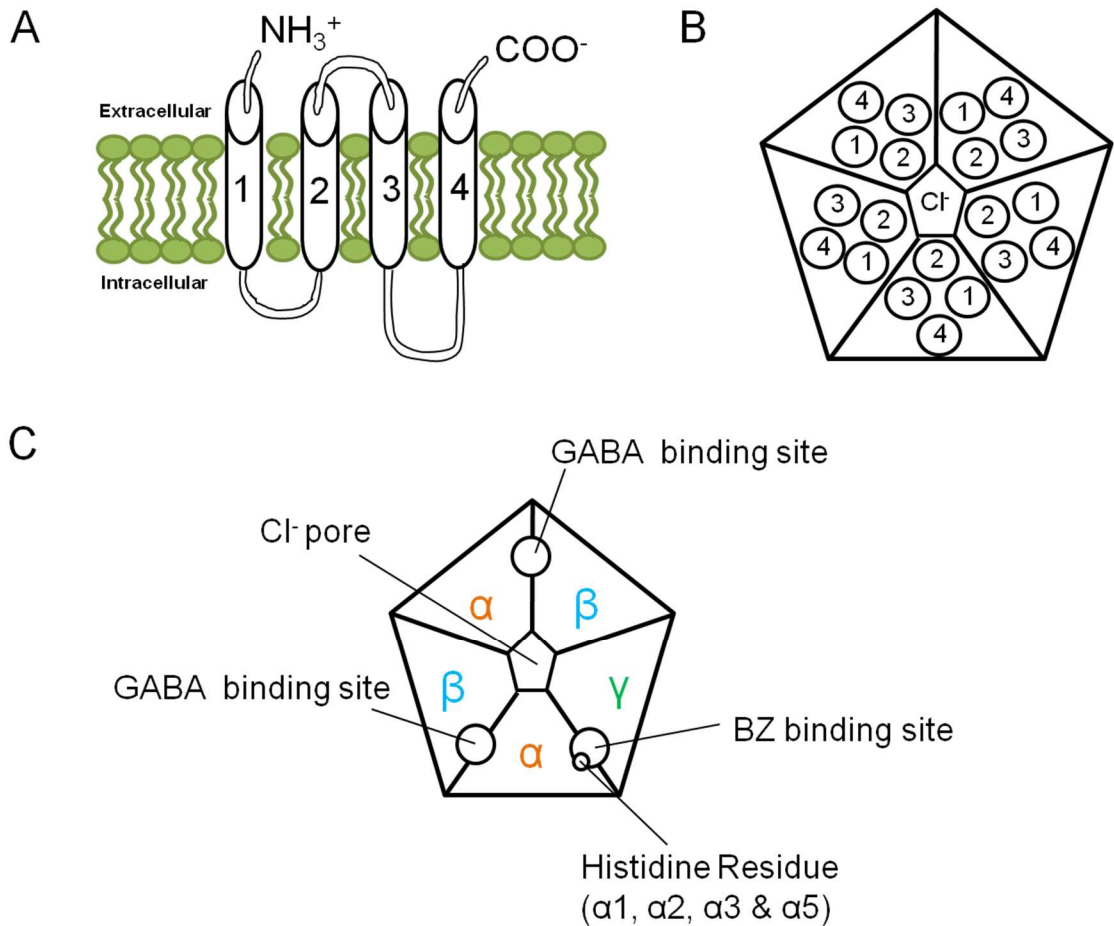 A
NH₃⁺
COO⁻
Extracellular
1 2 3 4
Intracellular
B
4 3 1 4
1 2 2 3
Cl⁻
3 2 2 1
4 1 2 3 4
3 1
4
C
GABA binding site
Cl⁻ pore
α β
GABA binding site
β γ
BZ binding site
α
Histidine Residue
(α1, α2, α3 & α5)